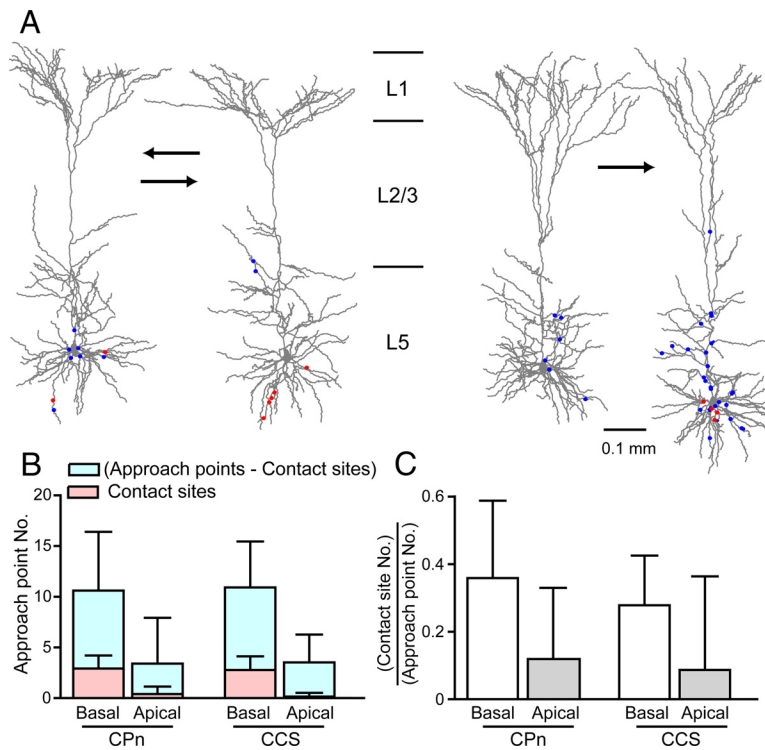 A
L1
L2/3
L5
0.1 mm
B
(Approach points - Contact sites)
Contact sites
20
15
10
5
0
Approach point No.
Basal Apical Basal Apical
CPn CCS
C
0.6
0.4
0.2
0
(Contact site No.)
(Approach point No.)
Basal Apical Basal Apical
CPn CCS